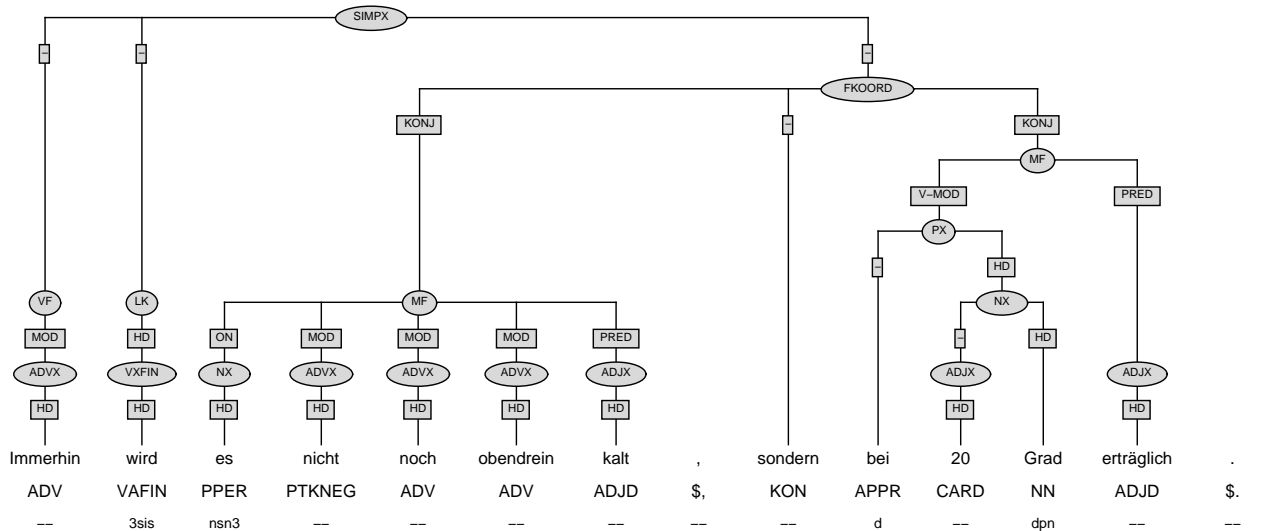 SIMPX
– – –
FKOORD
KONJ – KONJ
MF
V–MOD PRED
PX
– HD
VF LK MF NX
MOD HD ON MOD MOD MOD PRED – HD
ADVX VXFIN NX ADVX ADVX ADVX ADJX ADJX ADJX
HD HD HD HD HD HD HD HD HD
Immerhin wird es nicht noch obendrein kalt , sondern bei 20 Grad erträglich .
ADV VAFIN PPER PTKNEG ADV ADV ADJD $, KON APPR CARD NN ADJD $.
–– 3sis nsn3 –– –– –– –– –– –– d –– dpn –– ––